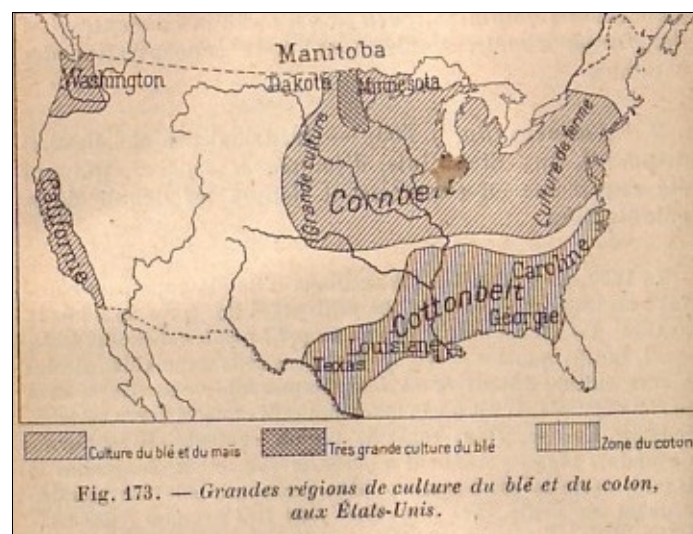 Manitoba
Washington
Dakota Minnesota
Grande culture
Cornbelt
Culture de ferme
Californie
Caroline
Cottonbelt
Georgie
Louisiane
Texas
Culture du blé et du maïs
Très grande culture du blé
Zone du coton
Fig. 173. — Grandes régions de culture du blé et du coton,
aux États-Unis.